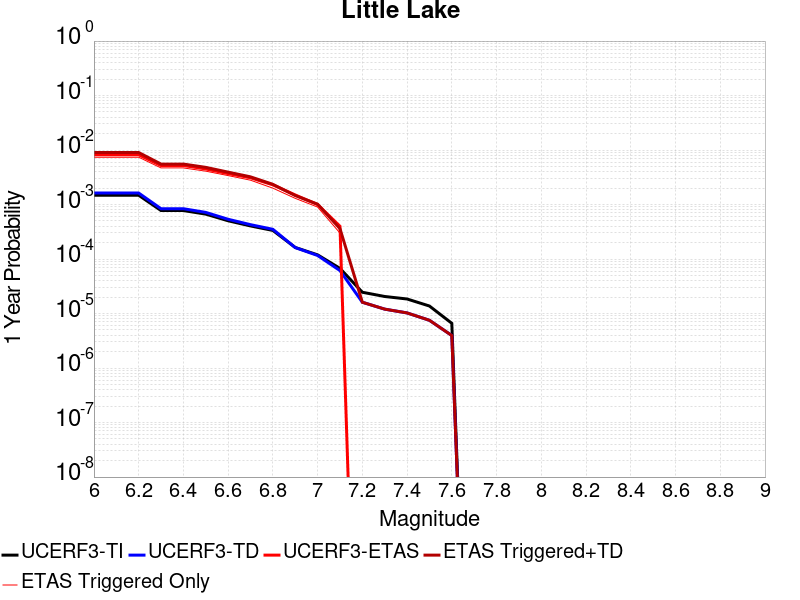 Little Lake
10^0
10^-1
10^-2
10^-3
10^-4
10^-5
10^-6
10^-7
10^-8
1 Year Probability
6 6.2 6.4 6.6 6.8 7 7.2 7.4 7.6 7.8 8 8.2 8.4 8.6 8.8 9
Magnitude
UCERF3-TI UCERF3-TD UCERF3-ETAS ETAS Triggered+TD
ETAS Triggered Only